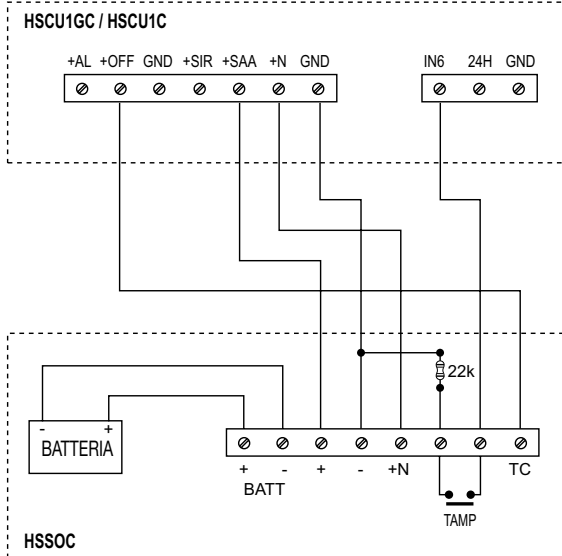 HSCU1GC / HSCU1C
+AL +OFF GND +SIR +SAA +N GND
IN6 24H GND
22k
- +
BATTERIA
+ - + - +N TC
BATT
TAMP
HSSOC